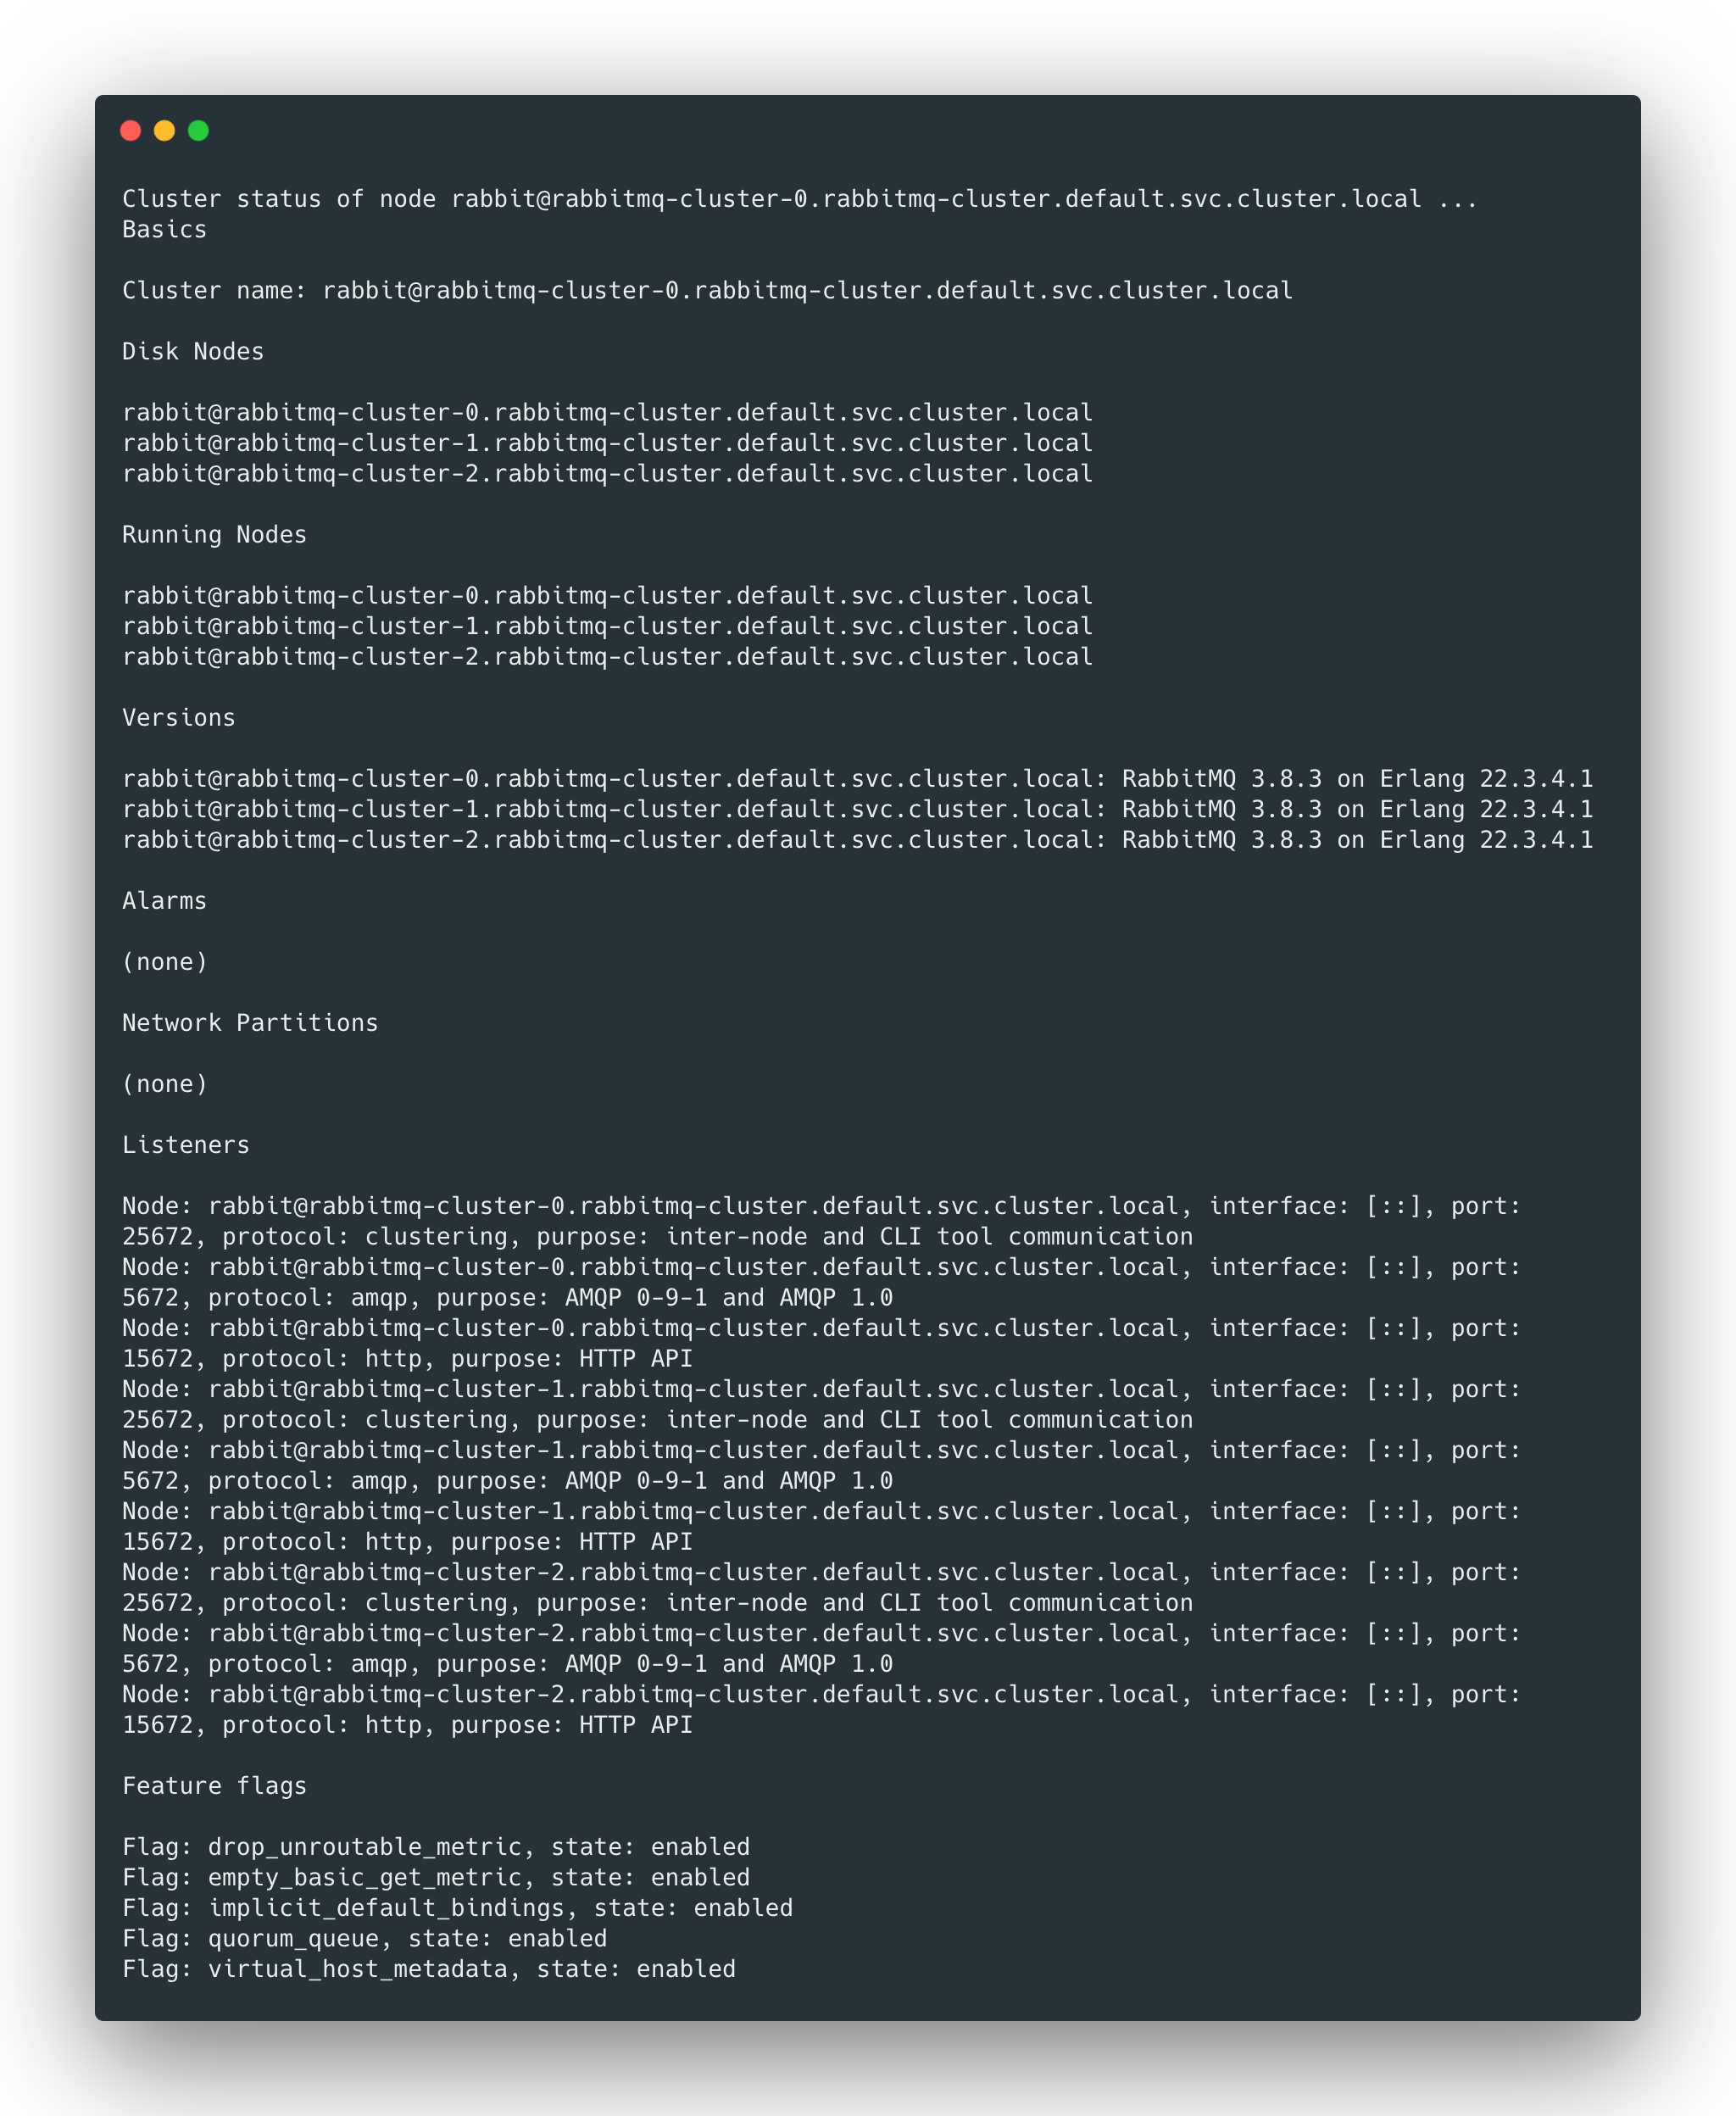 Cluster status of node rabbit@rabbitmq-cluster-0.rabbitmq-cluster.default.svc.cluster.local ...
Basics
Cluster name: rabbit@rabbitmq-cluster-0.rabbitmq-cluster.default.svc.cluster.local
Disk Nodes
rabbit@rabbitmq-cluster-0.rabbitmq-cluster.default.svc.cluster.local
rabbit@rabbitmq-cluster-1.rabbitmq-cluster.default.svc.cluster.local
rabbit@rabbitmq-cluster-2.rabbitmq-cluster.default.svc.cluster.local
Running Nodes
rabbit@rabbitmq-cluster-0.rabbitmq-cluster.default.svc.cluster.local
rabbit@rabbitmq-cluster-1.rabbitmq-cluster.default.svc.cluster.local
rabbit@rabbitmq-cluster-2.rabbitmq-cluster.default.svc.cluster.local
Versions
rabbit@rabbitmq-cluster-0.rabbitmq-cluster.default.svc.cluster.local: RabbitMQ 3.8.3 on Erlang 22.3.4.1
rabbit@rabbitmq-cluster-1.rabbitmq-cluster.default.svc.cluster.local: RabbitMQ 3.8.3 on Erlang 22.3.4.1
rabbit@rabbitmq-cluster-2.rabbitmq-cluster.default.svc.cluster.local: RabbitMQ 3.8.3 on Erlang 22.3.4.1
Alarms
(none)
Network Partitions
(none)
Listeners
Node: rabbit@rabbitmq-cluster-0.rabbitmq-cluster.default.svc.cluster.local, interface: [::], port:
25672, protocol: clustering, purpose: inter-node and CLI tool communication
Node: rabbit@rabbitmq-cluster-0.rabbitmq-cluster.default.svc.cluster.local, interface: [::], port:
5672, protocol: amqp, purpose: AMQP 0-9-1 and AMQP 1.0
Node: rabbit@rabbitmq-cluster-0.rabbitmq-cluster.default.svc.cluster.local, interface: [::], port:
15672, protocol: http, purpose: HTTP API
Node: rabbit@rabbitmq-cluster-1.rabbitmq-cluster.default.svc.cluster.local, interface: [::], port:
25672, protocol: clustering, purpose: inter-node and CLI tool communication
Node: rabbit@rabbitmq-cluster-1.rabbitmq-cluster.default.svc.cluster.local, interface: [::], port:
5672, protocol: amqp, purpose: AMQP 0-9-1 and AMQP 1.0
Node: rabbit@rabbitmq-cluster-1.rabbitmq-cluster.default.svc.cluster.local, interface: [::], port:
15672, protocol: http, purpose: HTTP API
Node: rabbit@rabbitmq-cluster-2.rabbitmq-cluster.default.svc.cluster.local, interface: [::], port:
25672, protocol: clustering, purpose: inter-node and CLI tool communication
Node: rabbit@rabbitmq-cluster-2.rabbitmq-cluster.default.svc.cluster.local, interface: [::], port:
5672, protocol: amqp, purpose: AMQP 0-9-1 and AMQP 1.0
Node: rabbit@rabbitmq-cluster-2.rabbitmq-cluster.default.svc.cluster.local, interface: [::], port:
15672, protocol: http, purpose: HTTP API
Feature flags
Flag: drop_unroutable_metric, state: enabled
Flag: empty_basic_get_metric, state: enabled
Flag: implicit_default_bindings, state: enabled
Flag: quorum_queue, state: enabled
Flag: virtual_host_metadata, state: enabled